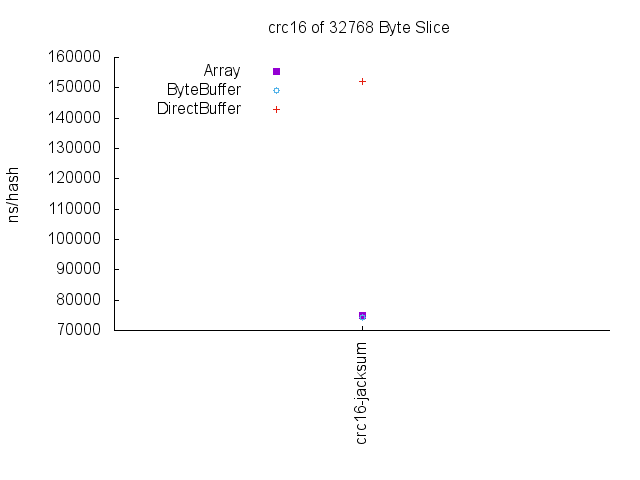 crc16 of 32768 Byte Slice
160000
150000
140000
130000
120000
110000
100000
90000
80000
70000
ns/hash
Array
ByteBuffer
DirectBuffer
crc16-jacksum